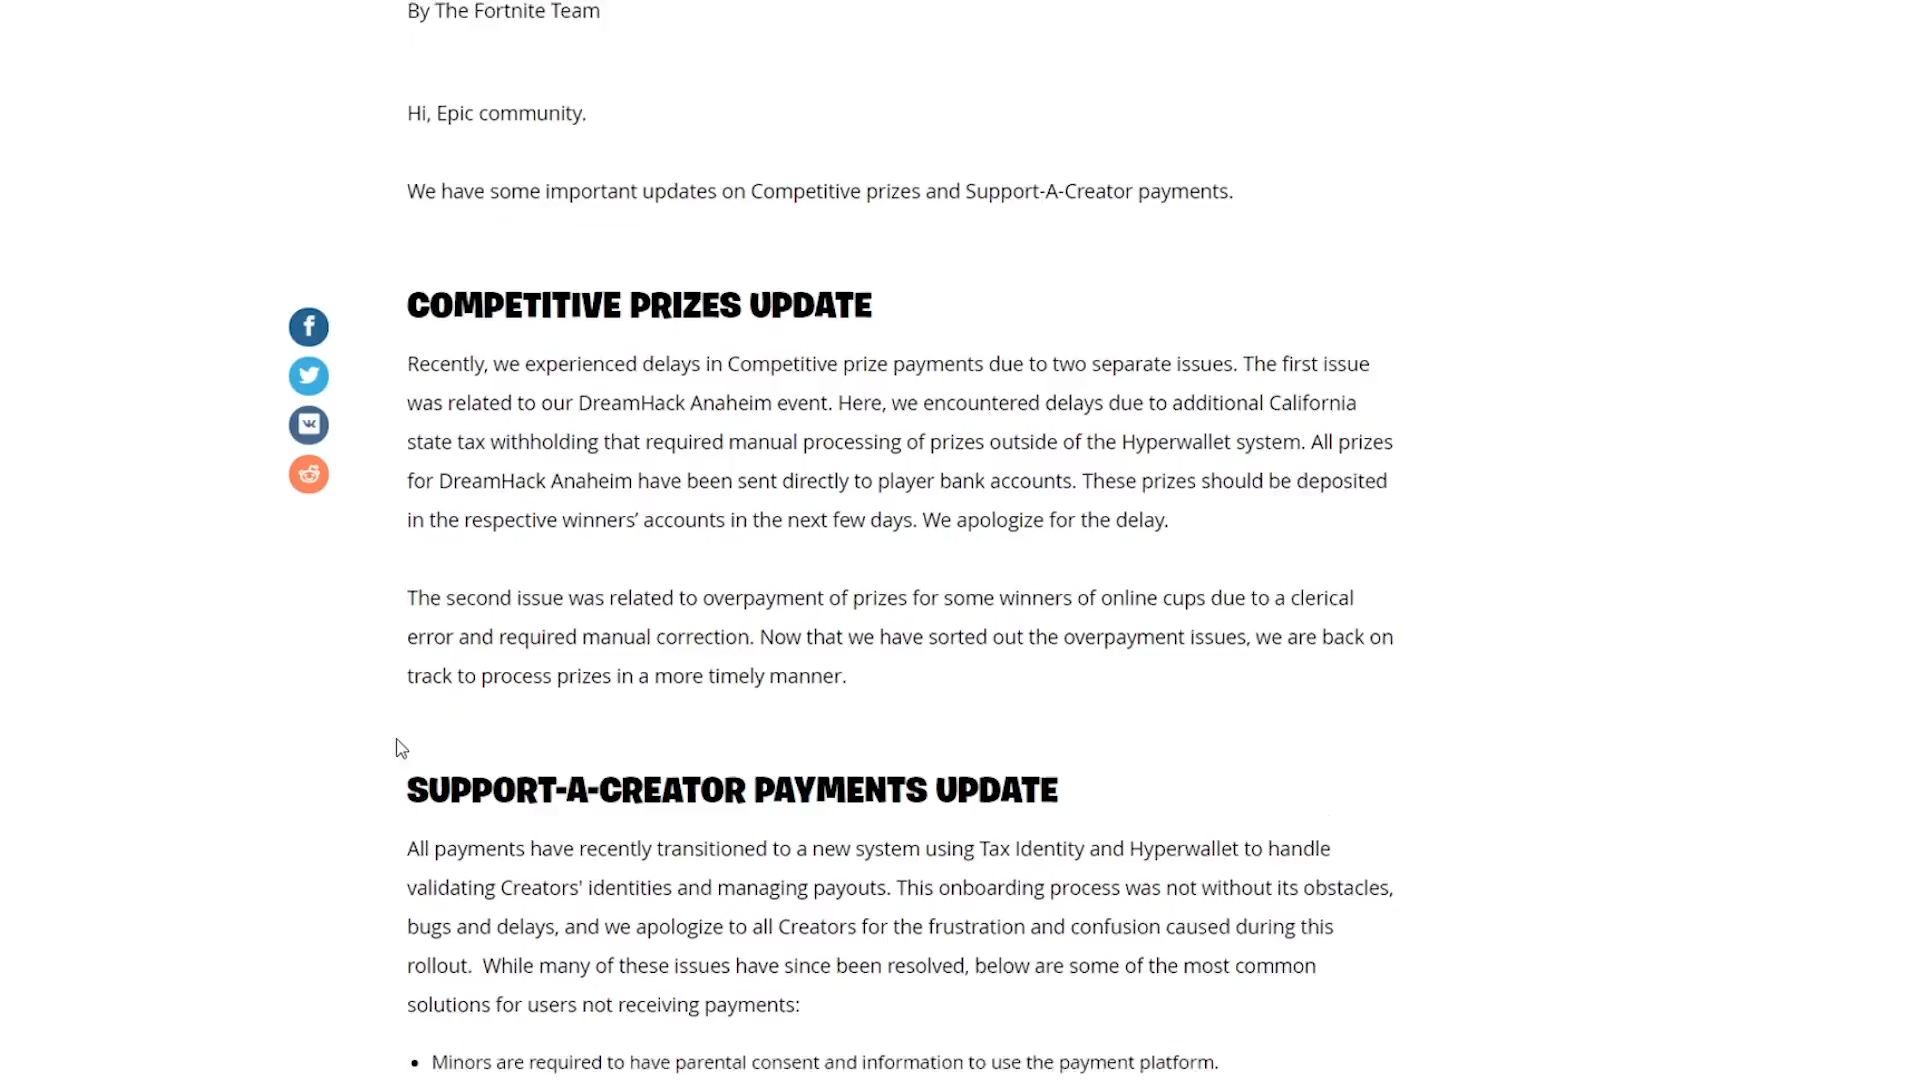 By The Fortnite Team
Hi, Epic community.
We have some important updates on Competitive prizes and Support-A-Creator payments.
COMPETITIVE PRIZES UPDATE
Recently, we experienced delays in Competitive prize payments due to two separate issues. The first issue
was related to our DreamHack Anaheim event. Here, we encountered delays due to additional California
state tax withholding that required manual processing of prizes outside of the Hyperwallet system. All prizes
for DreamHack Anaheim have been sent directly to player bank accounts. These prizes should be deposited
in the respective winners’ accounts in the next few days. We apologize for the delay.
The second issue was related to overpayment of prizes for some winners of online cups due to a clerical
error and required manual correction. Now that we have sorted out the overpayment issues, we are back on
track to process prizes in a more timely manner.
SUPPORT-A-CREATOR PAYMENTS UPDATE
All payments have recently transitioned to a new system using Tax Identity and Hyperwallet to handle
validating Creators' identities and managing payouts. This onboarding process was not without its obstacles,
bugs and delays, and we apologize to all Creators for the frustration and confusion caused during this
rollout.  While many of these issues have since been resolved, below are some of the most common
solutions for users not receiving payments:
• Minors are required to have parental consent and information to use the payment platform.